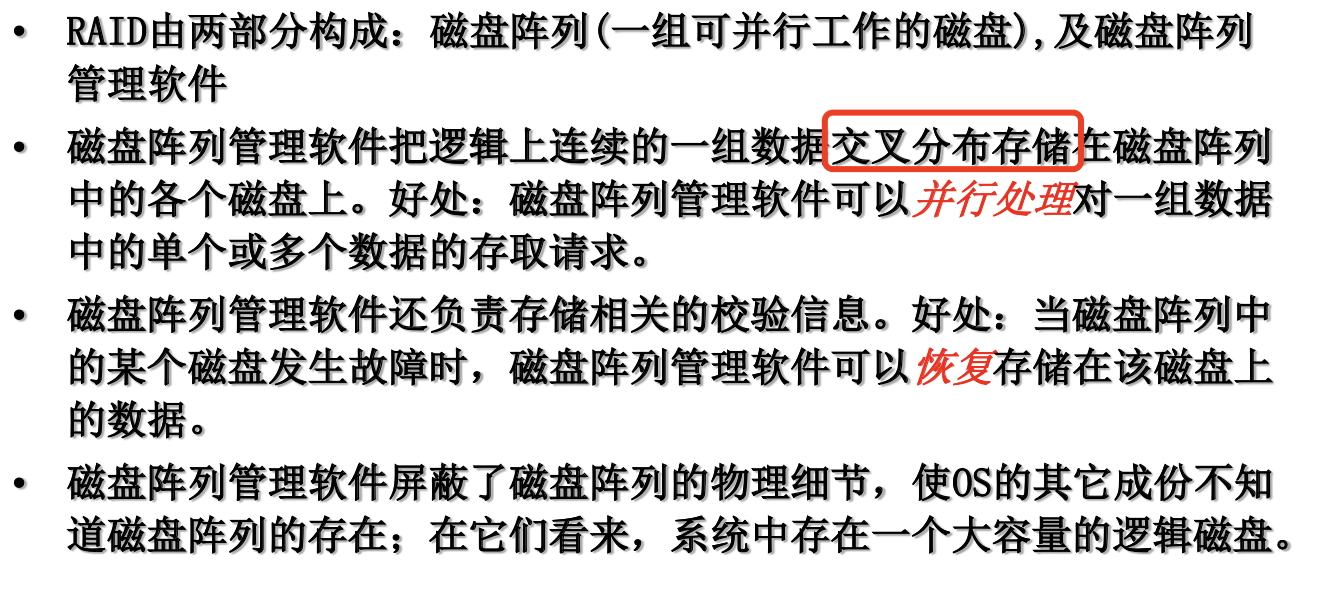 • RAID由两部分构成：磁盘阵列(一组可并行工作的磁盘),及磁盘阵列
管理软件
• 磁盘阵列管理软件把逻辑上连续的一组数据交叉分布存储在磁盘阵列
中的各个磁盘上。好处：磁盘阵列管理软件可以并行处理对一组数据
中的单个或多个数据的存取请求。
• 磁盘阵列管理软件还负责存储相关的校验信息。好处：当磁盘阵列中
的某个磁盘发生故障时，磁盘阵列管理软件可以恢复存储在该磁盘上
的数据。
• 磁盘阵列管理软件屏蔽了磁盘阵列的物理细节，使OS的其它成份不知
道磁盘阵列的存在；在它们看来，系统中存在一个大容量的逻辑磁盘。